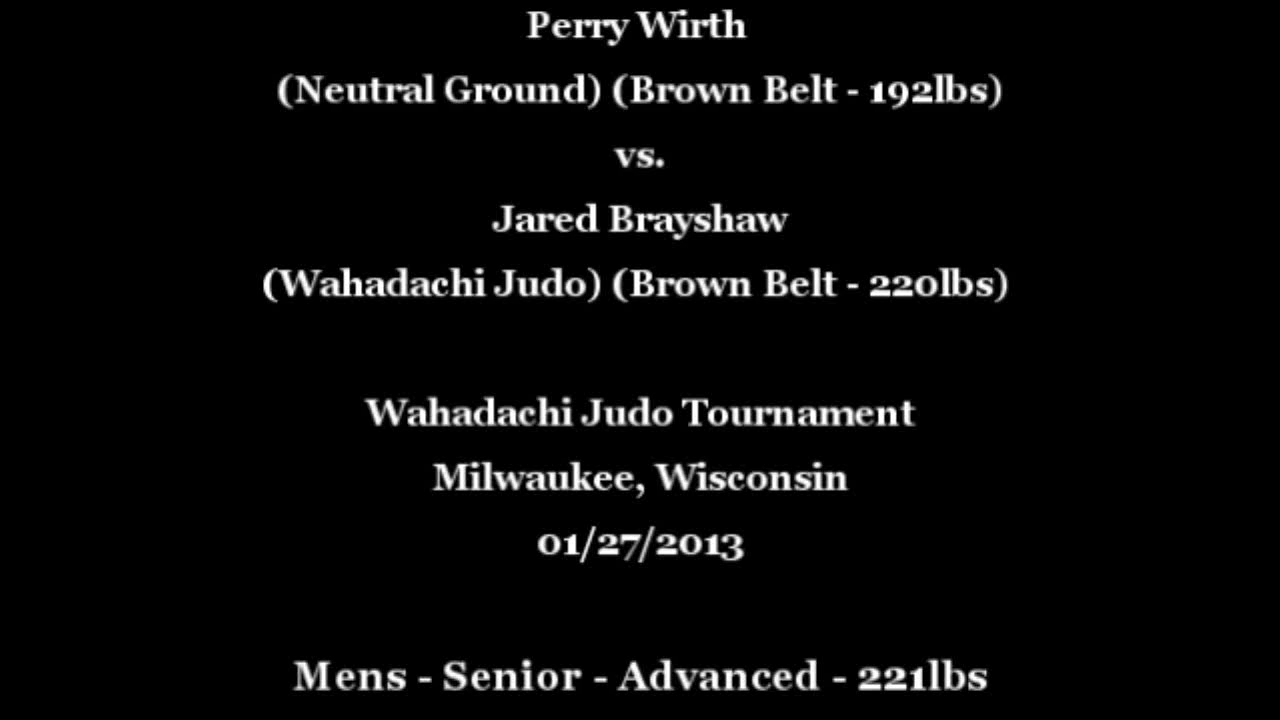 Perry Wirth
(Neutral Ground) (Brown Belt - 192lbs)
vs.
Jared Brayshaw
(Wahadachi Judo) (Brown Belt - 220lbs)
Wahadachi Judo Tournament
Milwaukee, Wisconsin
01/27/2013
Mens - Senior - Advanced - 221lbs